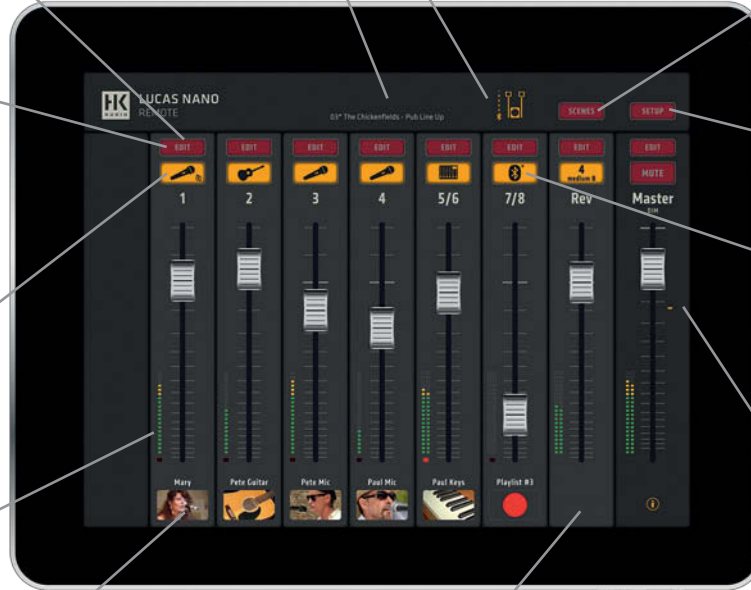 HK
AUDIO
LUCAS NANO
REMOTE
03* The Chickenfields - Pub Line Up
SCENES
SETUP
EDIT EDIT EDIT EDIT EDIT EDIT EDIT EDIT
4
medium B
MUTE
1 2 3 4 5/6 7/8 Rev Master
DIM
Mary Pete Guitar Pete Mic Paul Mic Paul Keys Playlist #3
i